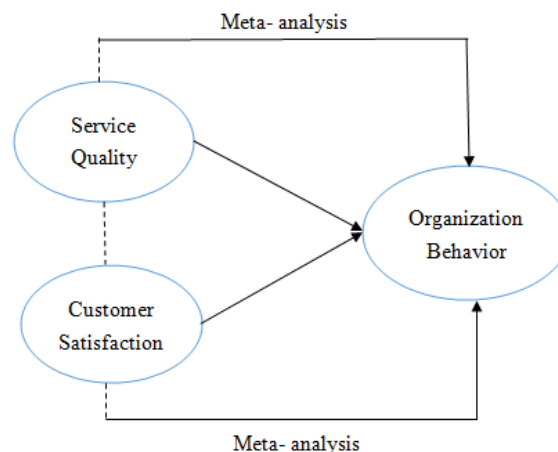 Meta- analysis
Service
Quality
Organization
Behavior
Customer
Satisfaction
Meta- analysis